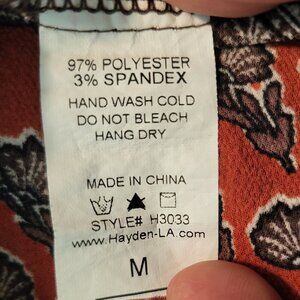 97% POLYESTER
3% SPANDEX
HAND WASH COLD
DO NOT BLEACH
HANG DRY
MADE IN CHINA
STYLE# H3033
www.Hayden-LA.com
M